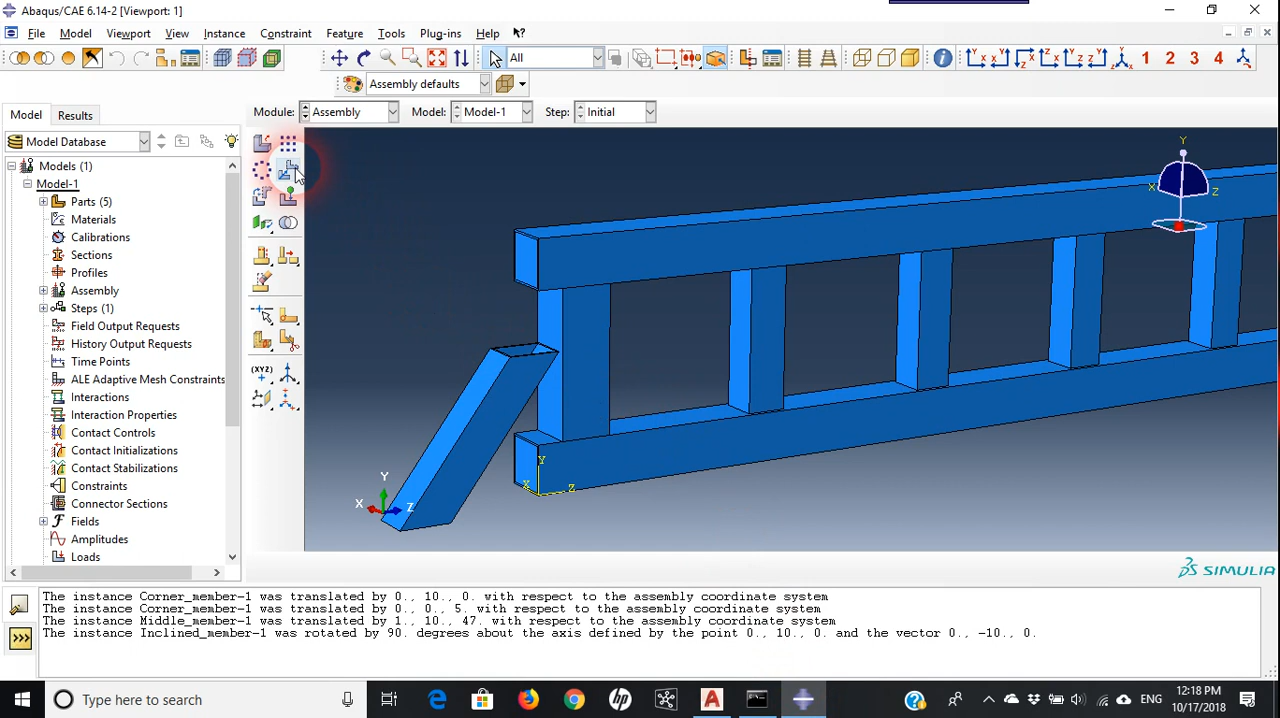 Abaqus/CAE 6.14-2 [Viewport: 1]
File Model Viewport View Instance Constraint Feature Tools Plug-ins Help
All
1 2 3 4
Assembly defaults
Model Results
Module: Assembly Model: Model-1 Step: Initial
Model Database
Models (1)
Model-1
Parts (5)
Materials
Calibrations
Sections
Profiles
Assembly
Steps (1)
Field Output Requests
History Output Requests
Time Points
ALE Adaptive Mesh Constraints
Interactions
Interaction Properties
Contact Controls
Contact Initializations
Contact Stabilizations
Constraints
Connector Sections
Fields
Amplitudes
Loads
(XYZ)
Y
X Z
Y
X Z
Y
X Z
SIMULIA
The instance Corner_member-1 was translated by 0., 10., 0. with respect to the assembly coordinate system
The instance Corner_member-1 was translated by 0., 0., 5. with respect to the assembly coordinate system
The instance Middle_member-1 was translated by 1., 10., 47. with respect to the assembly coordinate system
The instance Inclined_member-1 was rotated by 90. degrees about the axis defined by the point 0., 10., 0. and the vector 0., -10., 0.
Type here to search
ENG
12:18 PM
10/17/2018